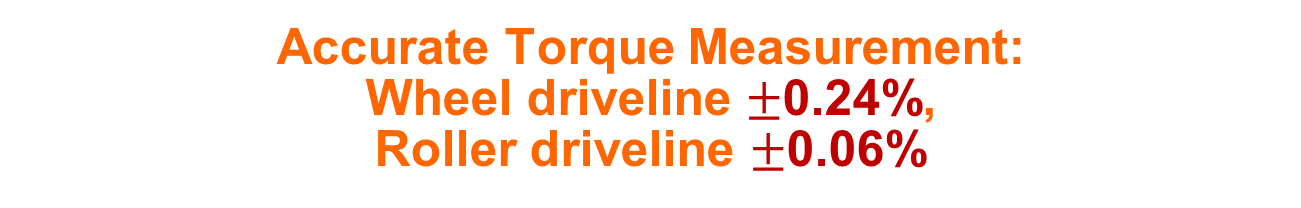 Accurate Torque Measurement:
Wheel driveline ±0.24%,
Roller driveline ±0.06%